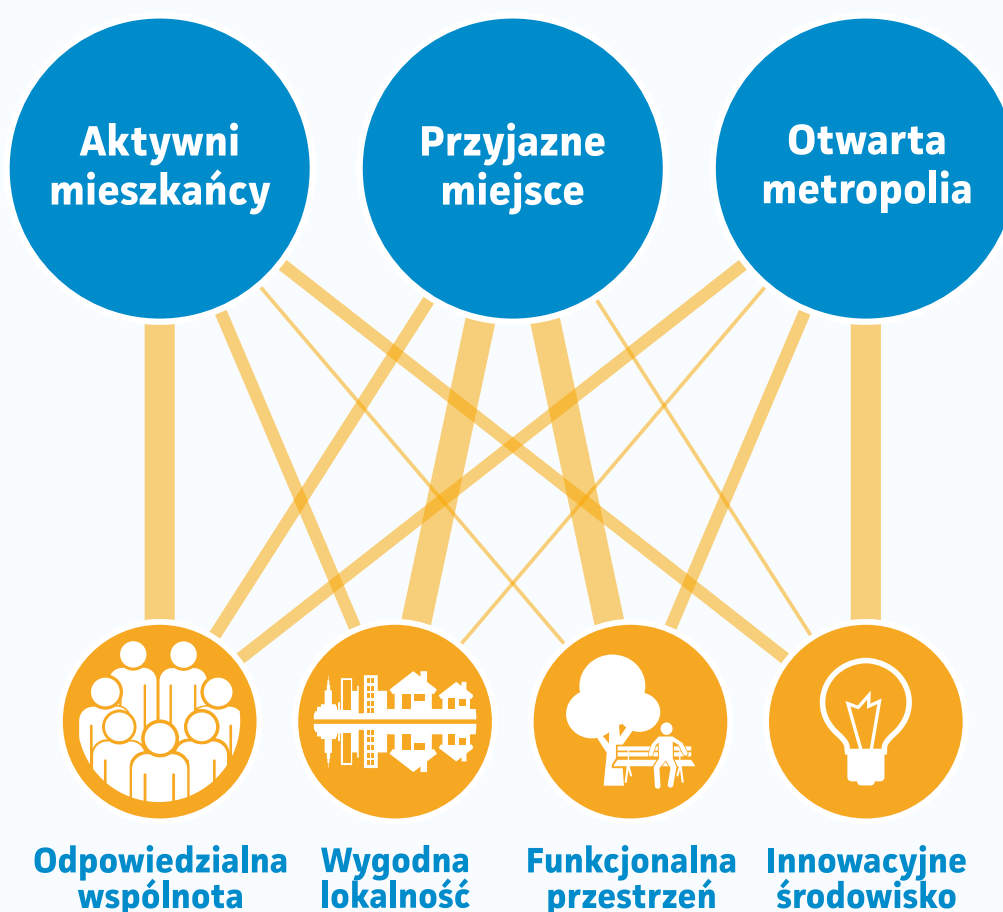 Aktywni
mieszkańcy
Przyjazne
miejsce
Otwarta
metropolia
Odpowiedzialna
wspólnota
Wygodna
lokalność
Funkcjonalna
przestrzeń
Innowacyjne
środowisko